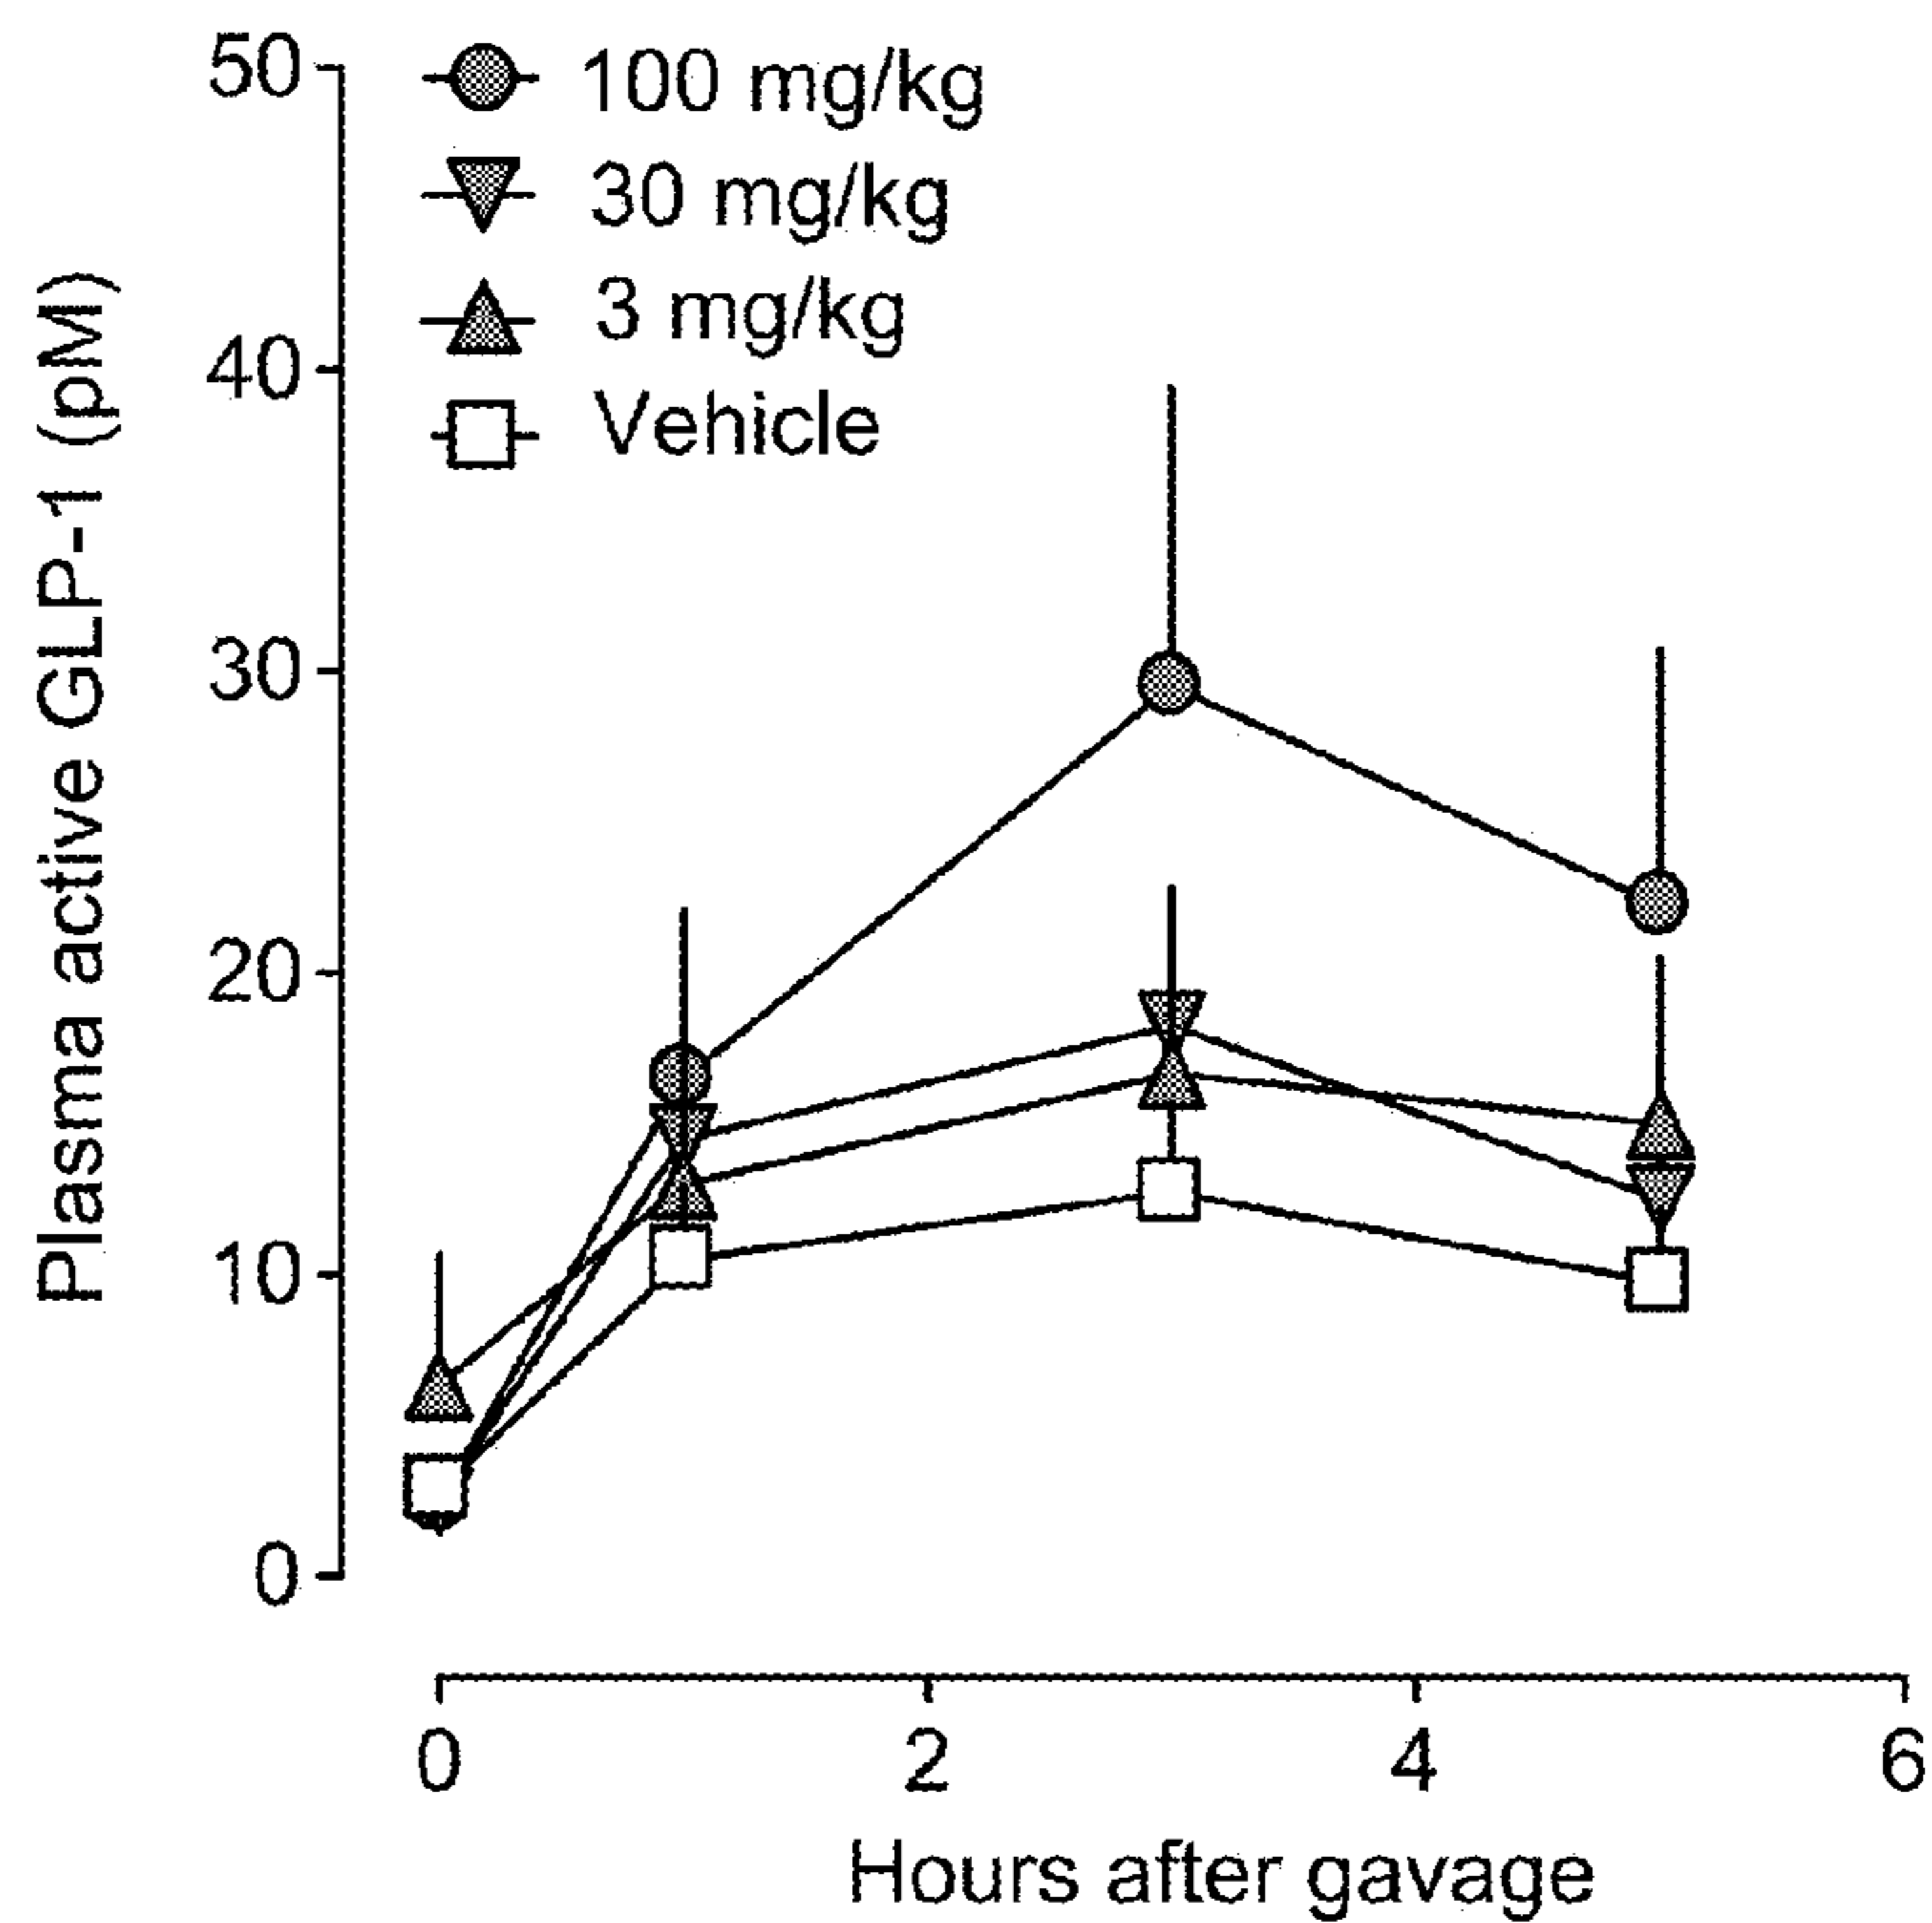 Plasma active GLP-1 (pM)
50
40
30
20
10
0
100 mg/kg
30 mg/kg
3 mg/kg
Vehicle
0 2 4 6
Hours after gavage